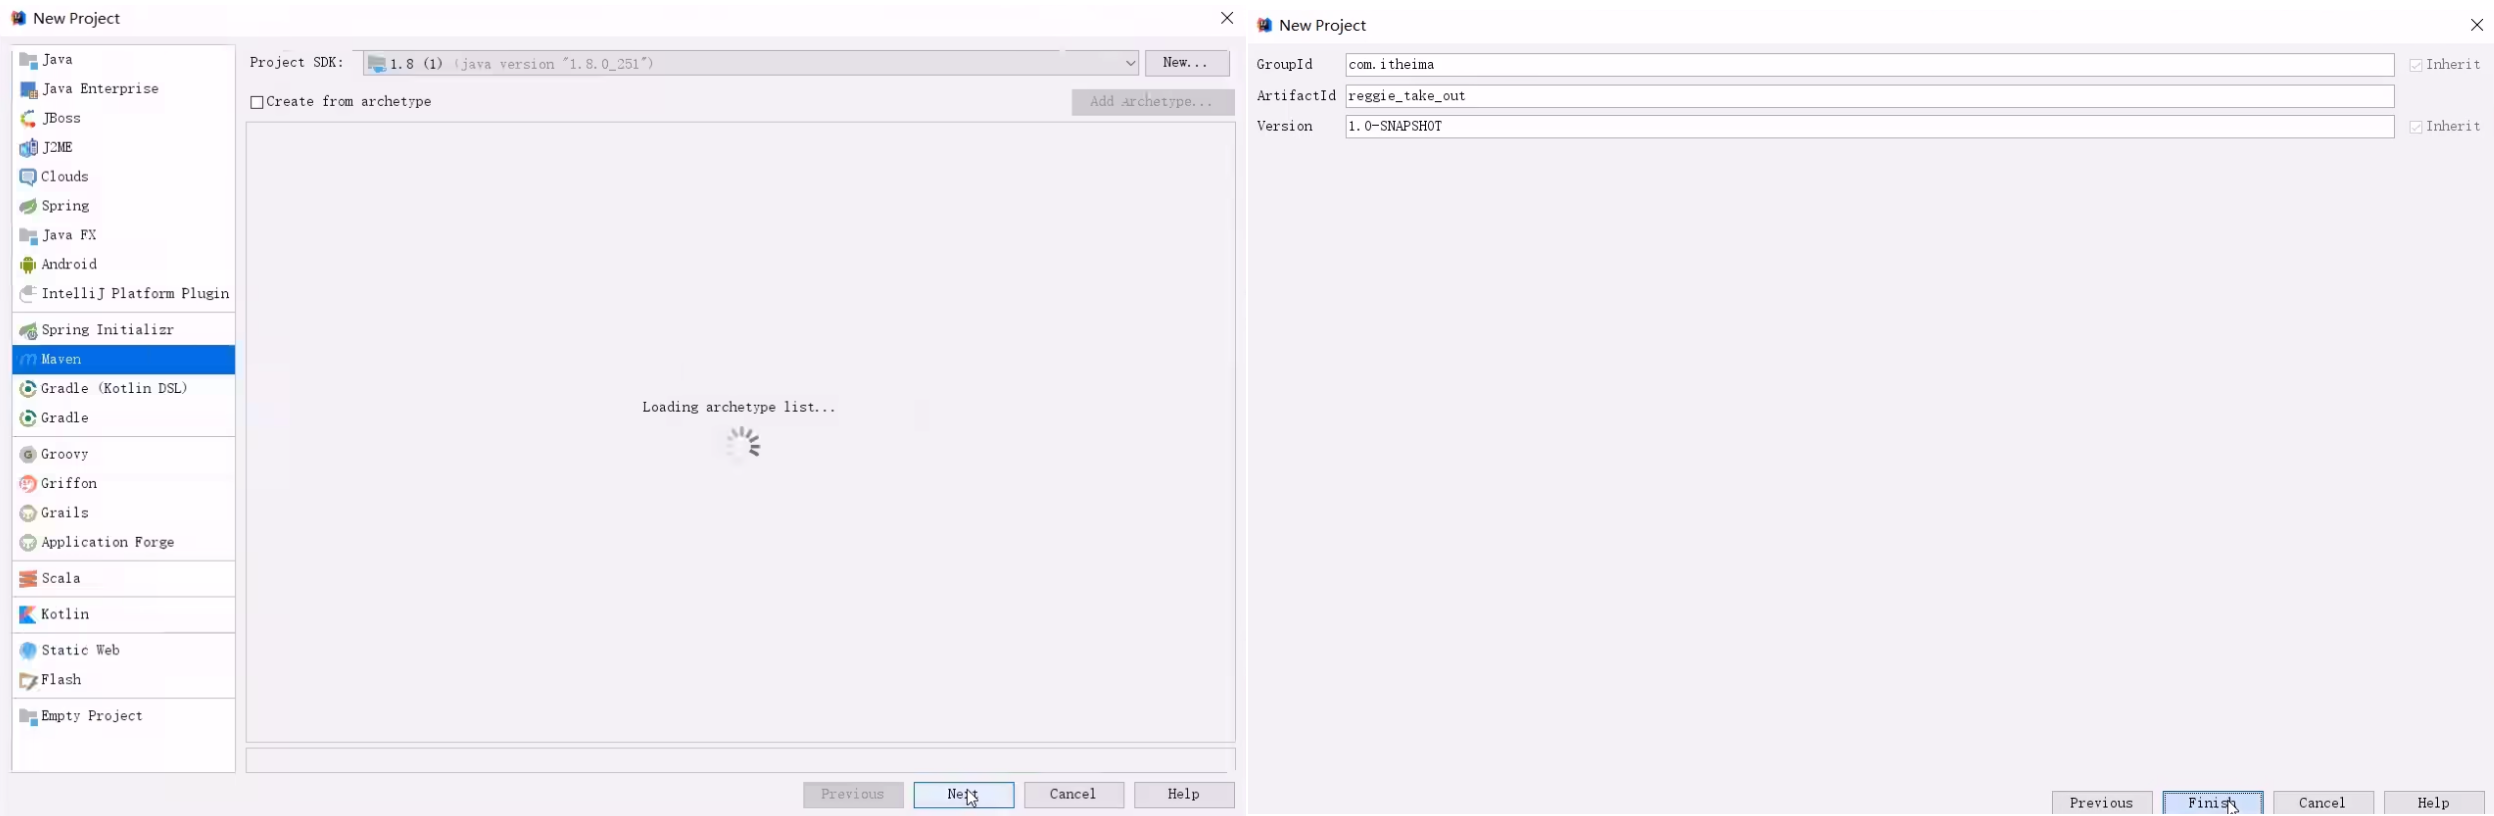 New Project
Java
Java Enterprise
JBoss
J2ME
Clouds
Spring
Java FX
Android
IntelliJ Platform Plugin
Spring Initializr
Maven
Gradle (Kotlin DSL)
Gradle
Groovy
Griffon
Grails
Application Forge
Scala
Kotlin
Static Web
Flash
Empty Project
Project SDK: 1.8 (1) (java version "1.8.0_251") New...
Create from archetype Add Archetype...
Loading archetype list...
Previous Next Cancel Help
New Project
GroupId com.itheima Inherit
ArtifactId reggie_take_out
Version 1.0-SNAPSHOT Inherit
Previous Finish Cancel Help